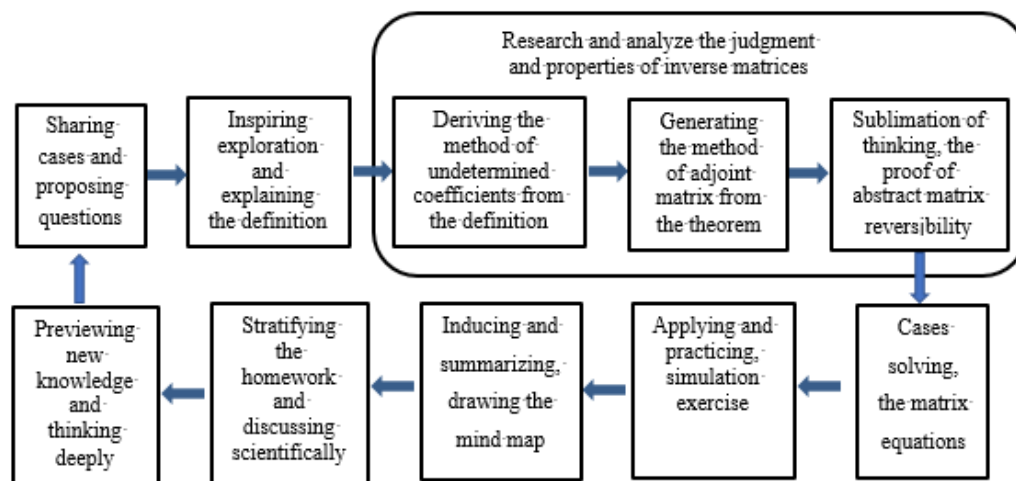 Research and analyze the judgment
and properties of inverse matrices
Sharing
cases and
proposing
questions
Inspiring
exploration
and
explaining
the definition
Deriving the
method of
undetermined
coefficients from
the definition
Generating
the method
of adjoint
matrix from
the theorem
Sublimation of
thinking, the
proof of
abstract matrix
reversibility
Cases
solving,
the matrix
equations
Applying and
practicing,
simulation
exercise
Inducing and
summarizing,
drawing the
mind map
Stratifying
the
homework
and
discussing
scientifically
Previewing
new
knowledge
and
thinking
deeply